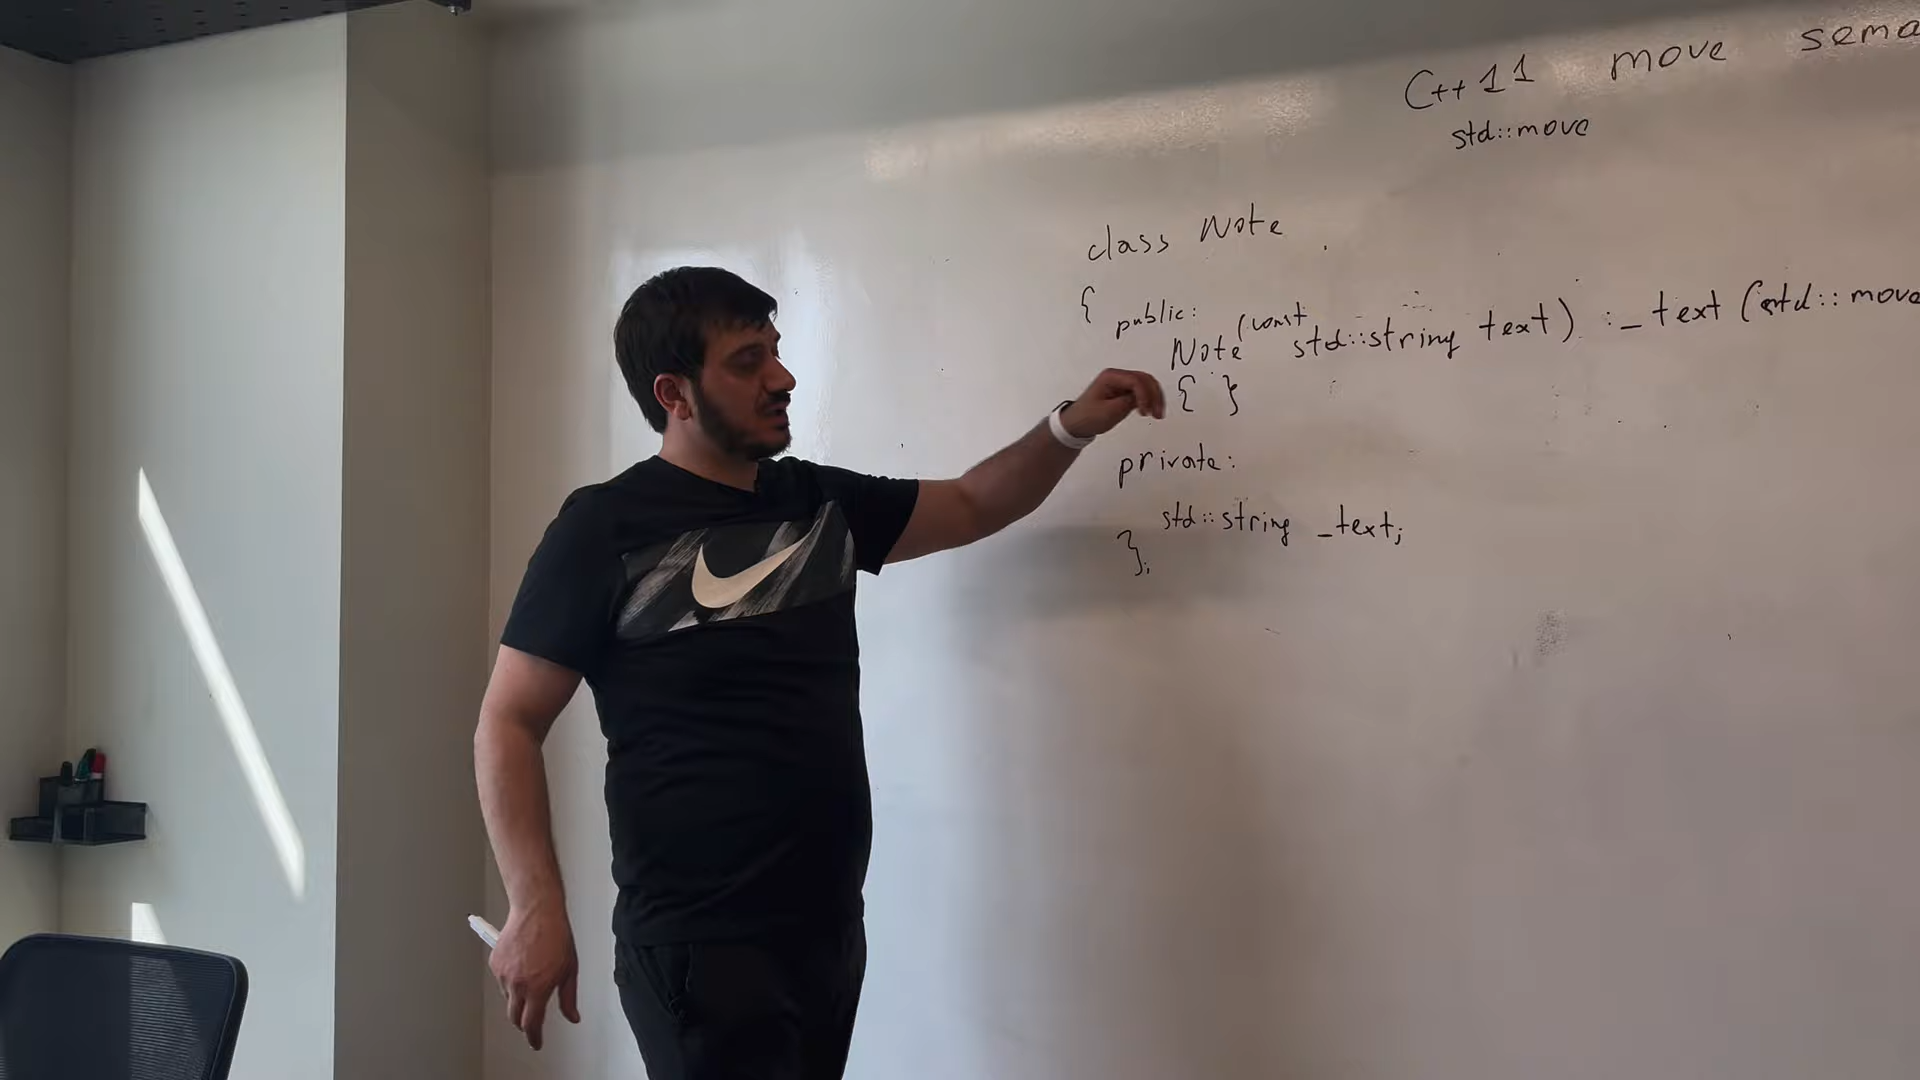 C++11 move sema
std::move
class Note
{ public:
Note (const std::string text) : _text (std::move
{ }
private:
std::string _text;
};